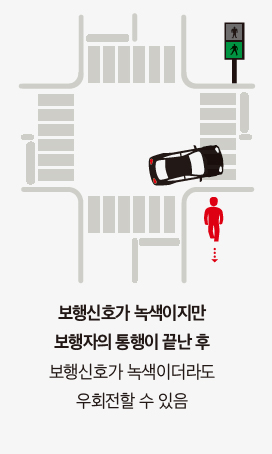 보행신호가 녹색이지만
보행자의 통행이 끝난 후
보행신호가 녹색이더라도
우회전할 수 있음